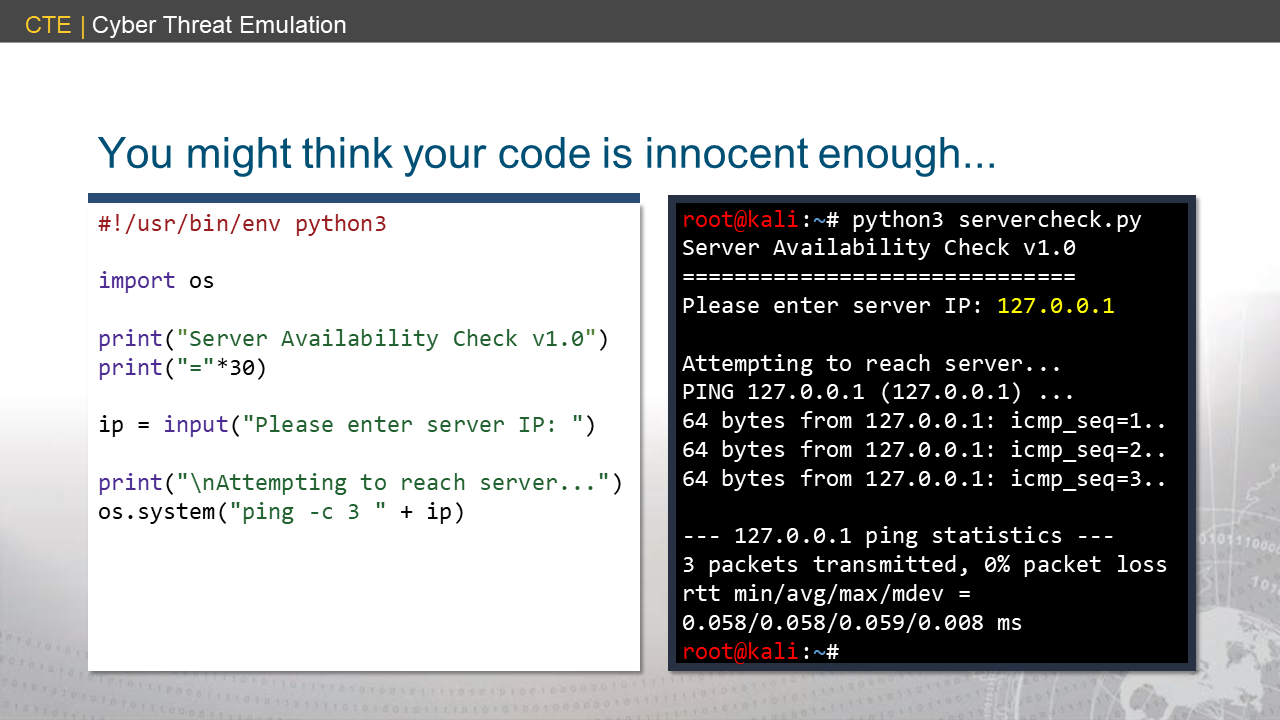 CTE | Cyber Threat Emulation
You might think your code is innocent enough...
#!/usr/bin/env python3
import os
print("Server Availability Check v1.0")
print("="*30)
ip = input("Please enter server IP: ")
print("\nAttempting to reach server...")
os.system("ping -c 3 " + ip)
root@kali:~# python3 servercheck.py
Server Availability Check v1.0
==============================
Please enter server IP: 127.0.0.1
Attempting to reach server...
PING 127.0.0.1 (127.0.0.1) ...
64 bytes from 127.0.0.1: icmp_seq=1..
64 bytes from 127.0.0.1: icmp_seq=2..
64 bytes from 127.0.0.1: icmp_seq=3..
--- 127.0.0.1 ping statistics ---
3 packets transmitted, 0% packet loss
rtt min/avg/max/mdev =
0.058/0.058/0.059/0.008 ms
root@kali:~#